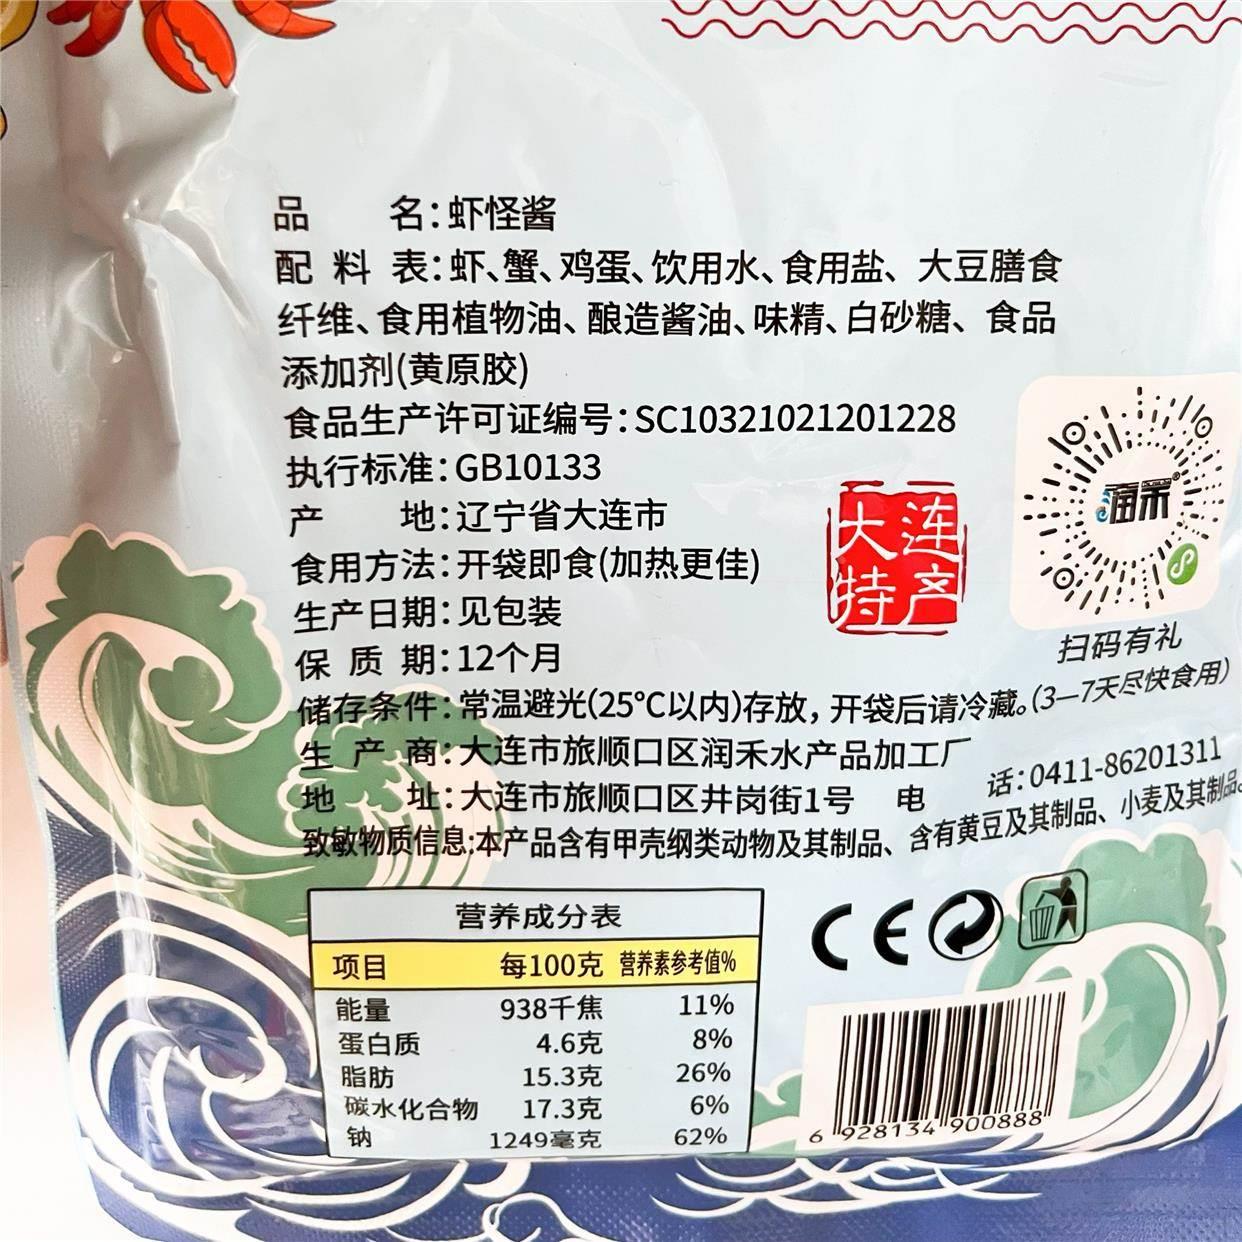 品 名:虾怪酱
配 料 表:虾、蟹、鸡蛋、饮用水、食用盐、大豆膳食
纤维、食用植物油、酿造酱油、味精、白砂糖、食品
添加剂(黄原胶)
食品生产许可证编号:SC10321021201228
执行标准:GB10133
产 地:辽宁省大连市
食用方法:开袋即食(加热更佳)
生产日期:见包装
保 质 期:12个月
储存条件:常温避光(25℃以内)存放,开袋后请冷藏。(3—7天尽快食用)
生 产 商:大连市旅顺口区润禾水产品加工厂
地 址:大连市旅顺口区井岗街1号 电 话:0411-86201311
致敏物质信息:本产品含有甲壳纲类动物及其制品、含有黄豆及其制品、小麦及其制品。
大连
特产
润禾
扫码有礼
营养成分表
项目 每100克 营养素参考值%
能量 938千焦 11%
蛋白质 4.6克 8%
脂肪 15.3克 26%
碳水化合物 17.3克 6%
钠 1249毫克 62%
CE
6 928134 900888